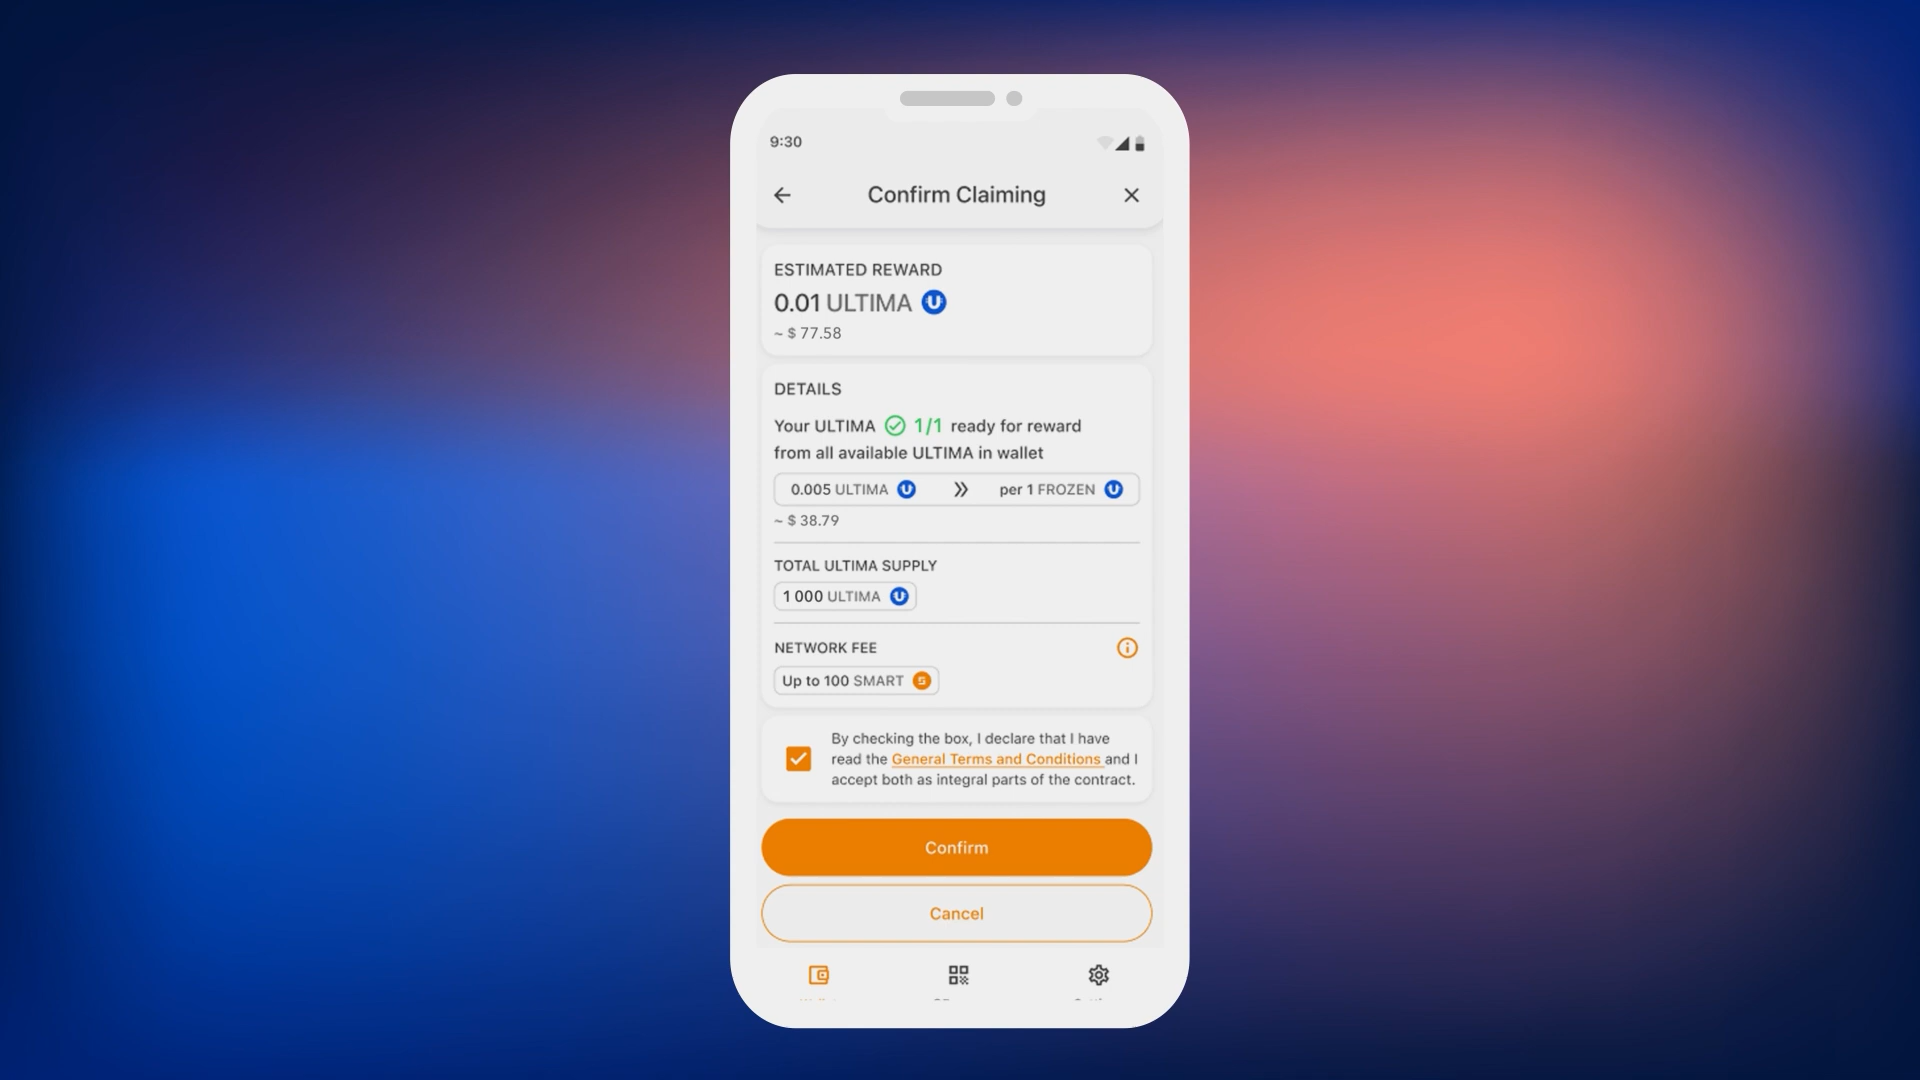 9:30
Confirm Claiming
ESTIMATED REWARD
0.01 ULTIMA
~ $ 77.58
DETAILS
Your ULTIMA 1/1 ready for reward
from all available ULTIMA in wallet
0.005 ULTIMA per 1 FROZEN
~ $ 38.79
TOTAL ULTIMA SUPPLY
1 000 ULTIMA
NETWORK FEE
Up to 100 SMART
By checking the box, I declare that I have
read the General Terms and Conditions and I
accept both as integral parts of the contract.
Confirm
Cancel